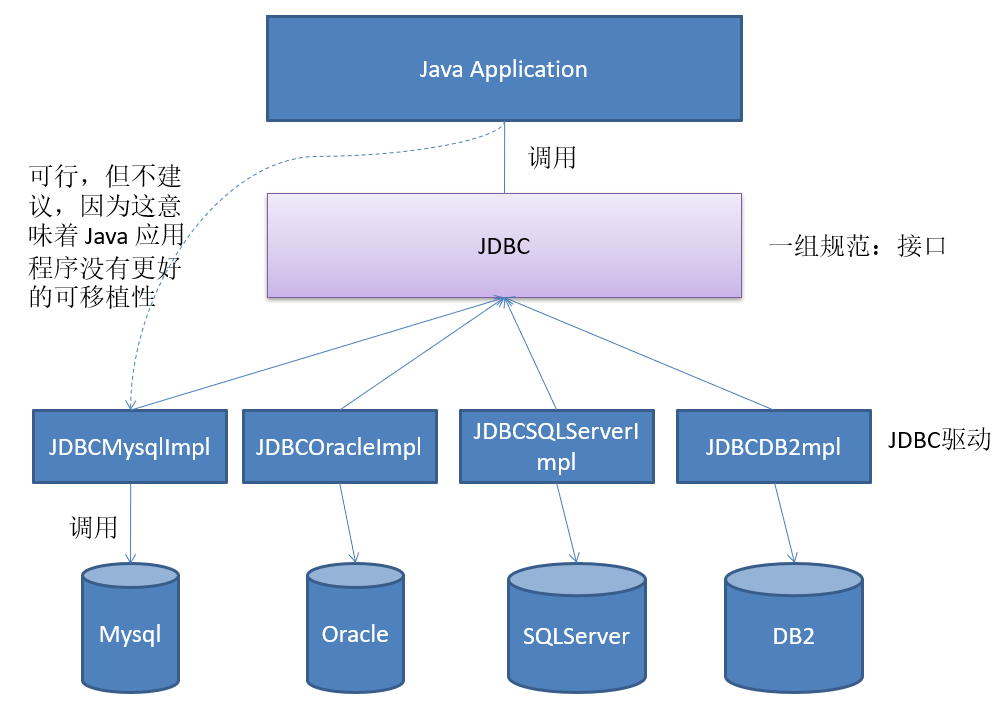 Java Application
调用
可行，但不建
议，因为这意
味着 Java 应用
程序没有更好
的可移植性
JDBC
一组规范：接口
JDBCMysqlImpl
JDBCOracleImpl
JDBCSQLServerI
mpl
JDBCDB2mpl
JDBC驱动
调用
Mysql
Oracle
SQLServer
DB2